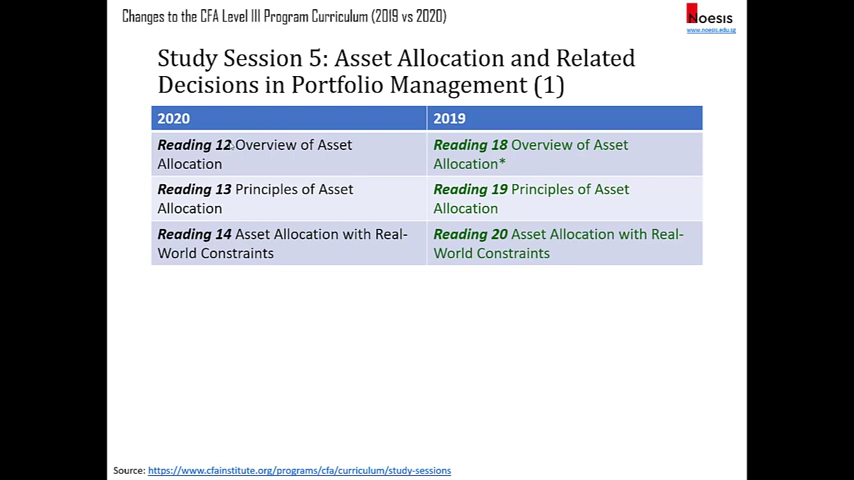 Changes to the CFA Level III Program Curriculum (2019 vs 2020)
Noesis
www.noesis.edu.sg
Study Session 5: Asset Allocation and Related
Decisions in Portfolio Management (1)
2020
2019
Reading 12 Overview of Asset
Allocation
Reading 18 Overview of Asset
Allocation*
Reading 13 Principles of Asset
Allocation
Reading 19 Principles of Asset
Allocation
Reading 14 Asset Allocation with Real-
World Constraints
Reading 20 Asset Allocation with Real-
World Constraints
Source: https://www.cfainstitute.org/programs/cfa/curriculum/study-sessions